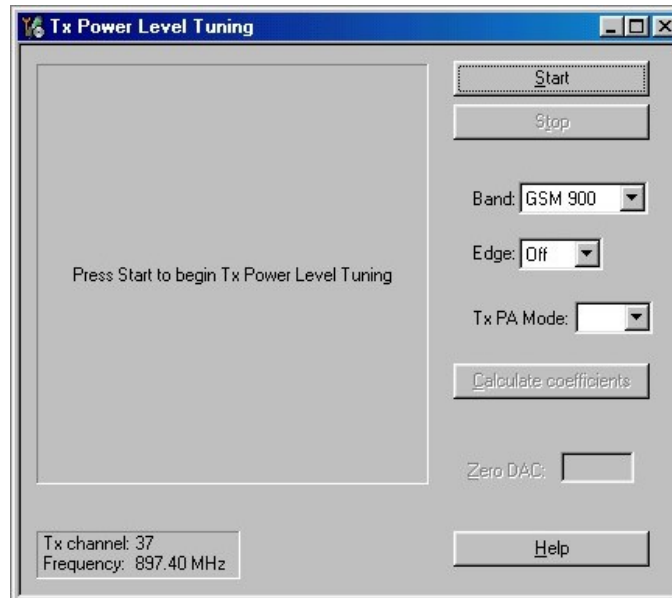 Tx Power Level Tuning
Start
Stop
Band: GSM 900
Edge: Off
Press Start to begin Tx Power Level Tuning
Tx PA Mode:
Calculate coefficients
Zero DAC:
Tx channel: 37
Frequency: 897.40 MHz
Help